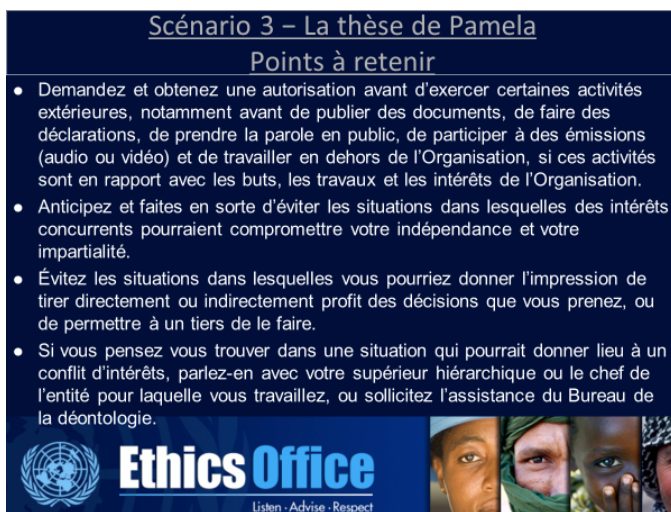 Scénario 3 – La thèse de Pamela
Points à retenir
● Demandez et obtenez une autorisation avant d’exercer certaines activités
extérieures, notamment avant de publier des documents, de faire des
déclarations, de prendre la parole en public, de participer à des émissions
(audio ou vidéo) et de travailler en dehors de l’Organisation, si ces activités
sont en rapport avec les buts, les travaux et les intérêts de l’Organisation.
● Anticipez et faites en sorte d’éviter les situations dans lesquelles des intérêts
concurrents pourraient compromettre votre indépendance et votre
impartialité.
● Évitez les situations dans lesquelles vous pourriez donner l’impression de
tirer directement ou indirectement profit des décisions que vous prenez, ou
de permettre à un tiers de le faire.
● Si vous pensez vous trouver dans une situation qui pourrait donner lieu à un
conflit d’intérêts, parlez-en avec votre supérieur hiérarchique ou le chef de
l’entité pour laquelle vous travaillez, ou sollicitez l’assistance du Bureau de
la déontologie.
Ethics Office
Listen · Advise · Respect